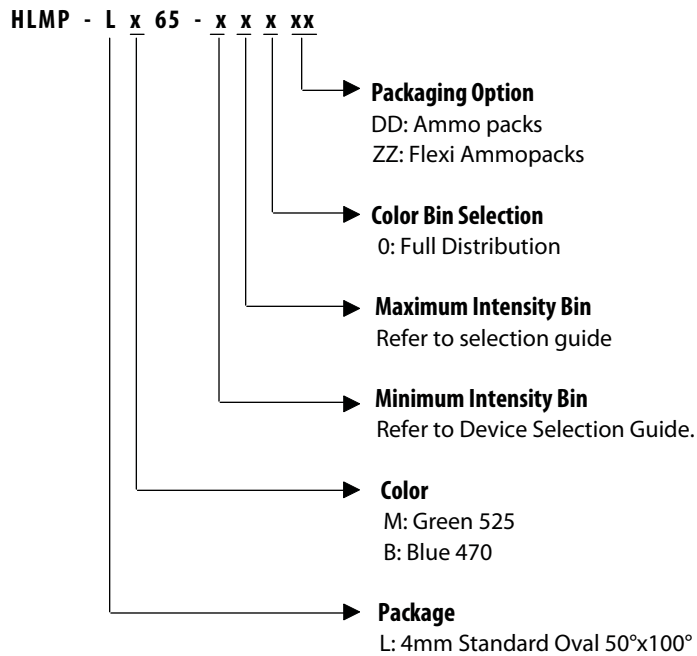 HLMP - L x 65 - x x x xx
Packaging Option
DD: Ammo packs
ZZ: Flexi Ammopacks
Color Bin Selection
0: Full Distribution
Maximum Intensity Bin
Refer to selection guide
Minimum Intensity Bin
Refer to Device Selection Guide.
Color
M: Green 525
B: Blue 470
Package
L: 4mm Standard Oval 50°x100°